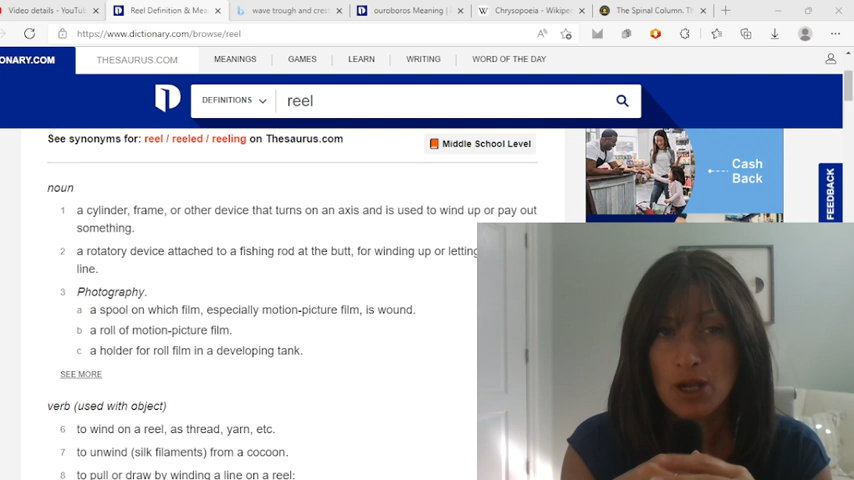 Video details - YouTub
Reel Definition & Mea
wave trough and cres
ouroboros Meaning |
Chrysopoeia - Wikipe
The Spinal Column. Th
https://www.dictionary.com/browse/reel
ONARY.COM
THESAURUS.COM
MEANINGS
GAMES
LEARN
WRITING
WORD OF THE DAY
DEFINITIONS
reel
See synonyms for: reel / reeled / reeling on Thesaurus.com
Middle School Level
Cash
Back
FEEDBACK
noun
1 a cylinder, frame, or other device that turns on an axis and is used to wind up or pay out
something.
2 a rotatory device attached to a fishing rod at the butt, for winding up or letting
line.
3 Photography.
a a spool on which film, especially motion-picture film, is wound.
b a roll of motion-picture film.
c a holder for roll film in a developing tank.
SEE MORE
verb (used with object)
6 to wind on a reel, as thread, yarn, etc.
7 to unwind (silk filaments) from a cocoon.
8 to pull or draw by winding a line on a reel: